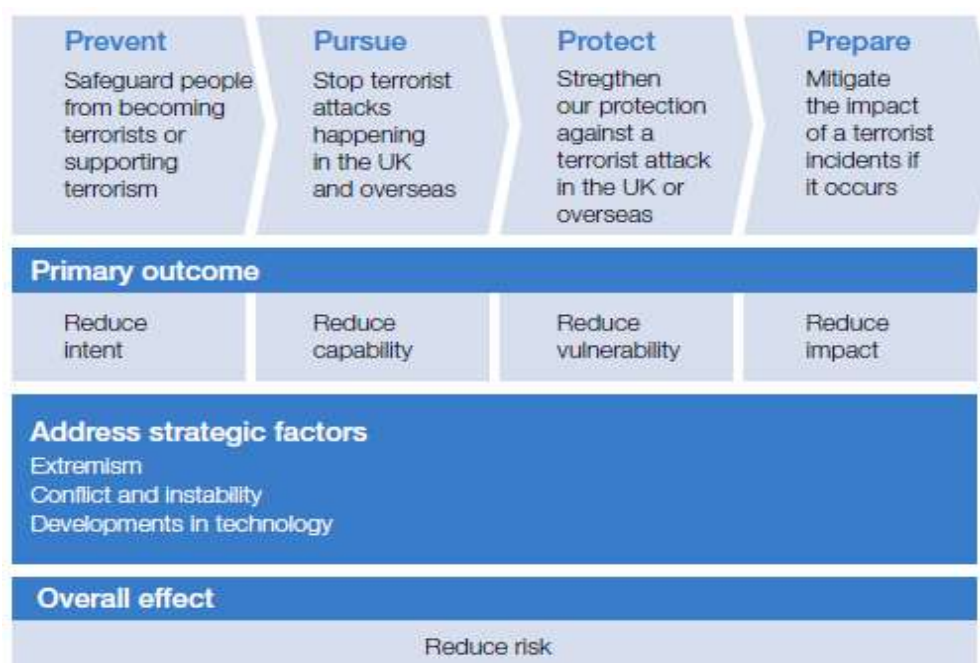 Prevent
Safeguard people
from becoming
terrorists or
supporting
terrorism
Pursue
Stop terrorist
attacks
happening
in the UK
and overseas
Protect
Stregthen
our protection
against a
terrorist attack
in the UK or
overseas
Prepare
Mitigate
the impact
of a terrorist
incidents if
it occurs
Primary outcome
Reduce
intent
Reduce
capability
Reduce
vulnerability
Reduce
impact
Address strategic factors
Extremism
Conflict and instability
Developments in technology
Overall effect
Reduce risk